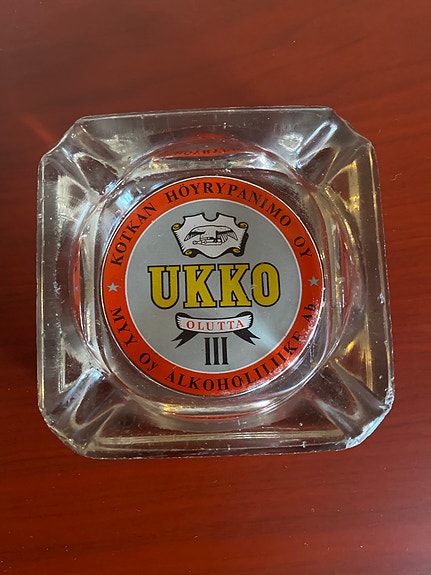 KOTKAN HÖYRYPANIMO OY
UKKO
OLUTTA
III
MYY OY ALKOHOLILIIKE AB